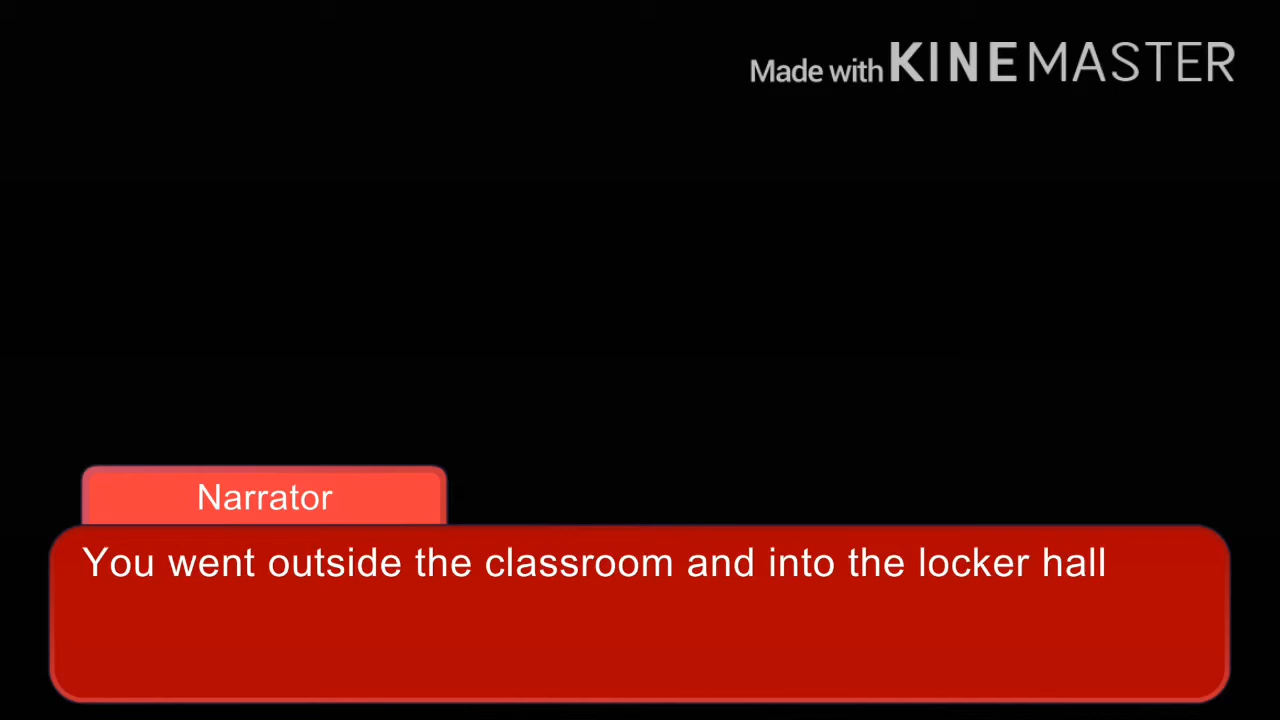 Made with KINEMASTER
Narrator
You went outside the classroom and into the locker hall